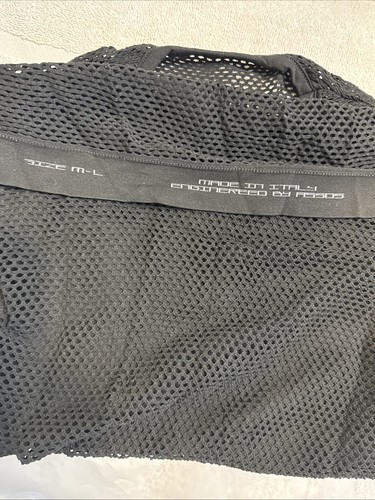 SIZE M-L
MADE IN ITALY
ENGINEERED BY ASSOS